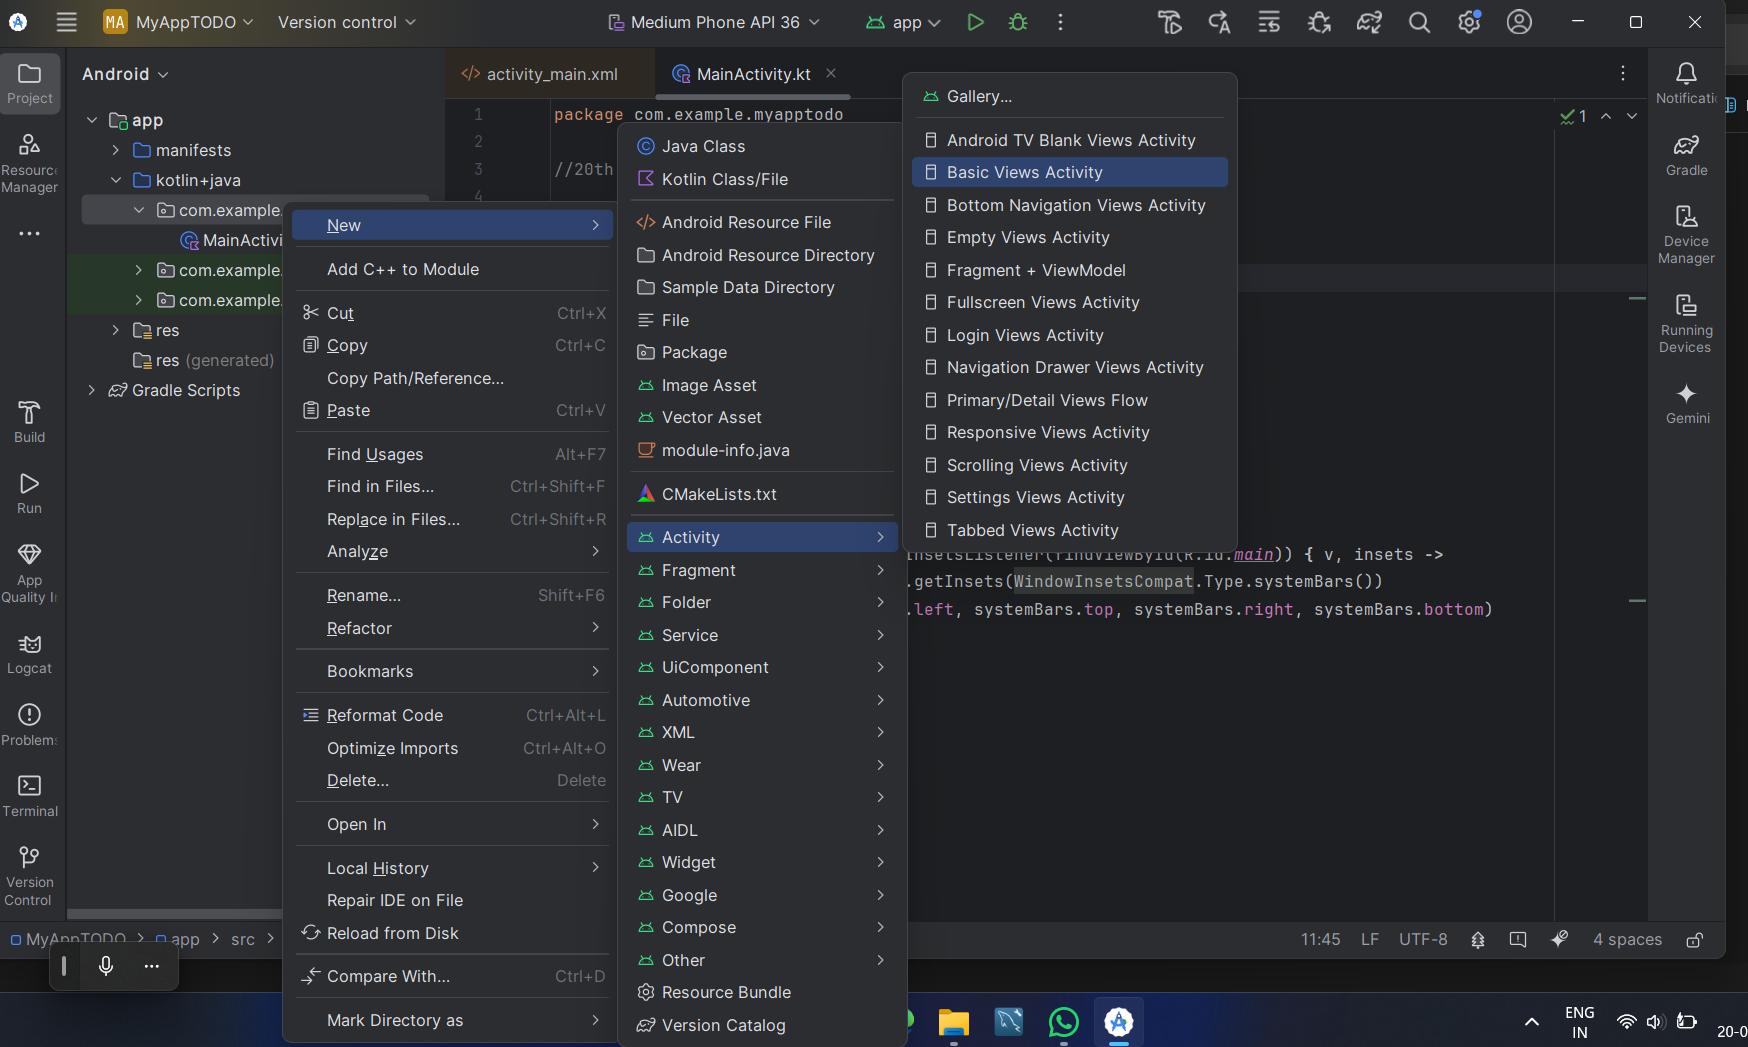 MA MyAppTODO Version control Medium Phone API 36 app
Project
Resource
Manager
Build
Run
App
Logcat
Terminal
Version
Control
Android
app
manifests
kotlin+java
com.example.
MainActivi
com.example.
com.example.
res
res (generated)
Gradle Scripts
activity_main.xml
MainActivity.kt
1
2
3
4
package com.example.myapptodo
//20th
1
insetsListener(findViewById(R.id.main)) { v, insets ->
.getInsets(WindowInsetsCompat.Type.systemBars())
.left, systemBars.top, systemBars.right, systemBars.bottom)
New
Add C++ to Module
Cut Ctrl+X
Copy Ctrl+C
Copy Path/Reference...
Paste Ctrl+V
Find Usages Alt+F7
Find in Files... Ctrl+Shift+F
Replace in Files... Ctrl+Shift+R
Analyze
Rename... Shift+F6
Refactor
Bookmarks
Reformat Code Ctrl+Alt+L
Optimize Imports Ctrl+Alt+O
Delete... Delete
Open In
Local History
Repair IDE on File
Reload from Disk
Compare With... Ctrl+D
Mark Directory as
Java Class
Kotlin Class/File
Android Resource File
Android Resource Directory
Sample Data Directory
File
Package
Image Asset
Vector Asset
module-info.java
CMakeLists.txt
Activity
Fragment
Folder
Service
UiComponent
Automotive
XML
Wear
TV
AIDL
Widget
Google
Compose
Other
Resource Bundle
Version Catalog
Gallery...
Android TV Blank Views Activity
Basic Views Activity
Bottom Navigation Views Activity
Empty Views Activity
Fragment + ViewModel
Fullscreen Views Activity
Login Views Activity
Navigation Drawer Views Activity
Primary/Detail Views Flow
Responsive Views Activity
Scrolling Views Activity
Settings Views Activity
Tabbed Views Activity
Notificati
Gradle
Device
Manager
Running
Devices
Gemini
MyAppTODO > app > src >
11:45 LF UTF-8 4 spaces
ENG
IN
20-0